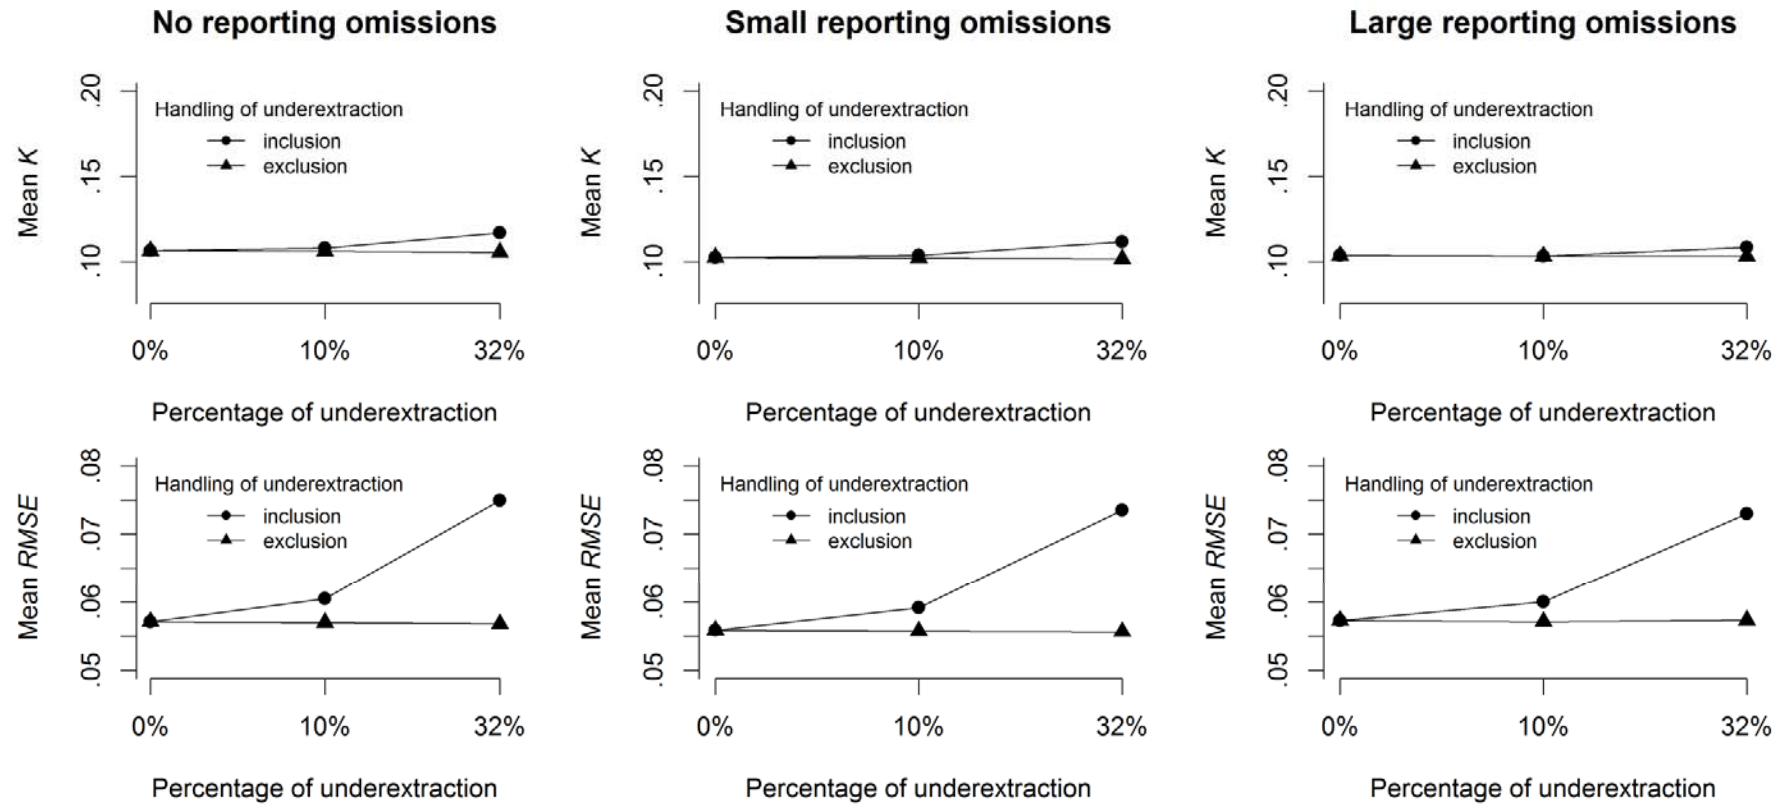 No reporting omissions
Small reporting omissions
Large reporting omissions
Mean K
.20
.15
.10
Handling of underextraction
inclusion
exclusion
0%
10%
32%
Percentage of underextraction
Mean K
.20
.15
.10
Handling of underextraction
inclusion
exclusion
0%
10%
32%
Percentage of underextraction
Mean K
.20
.15
.10
Handling of underextraction
inclusion
exclusion
0%
10%
32%
Percentage of underextraction
Mean RMSE
.08
.07
.06
.05
Handling of underextraction
inclusion
exclusion
0%
10%
32%
Percentage of underextraction
Mean RMSE
.08
.07
.06
.05
Handling of underextraction
inclusion
exclusion
0%
10%
32%
Percentage of underextraction
Mean RMSE
.08
.07
.06
.05
Handling of underextraction
inclusion
exclusion
0%
10%
32%
Percentage of underextraction